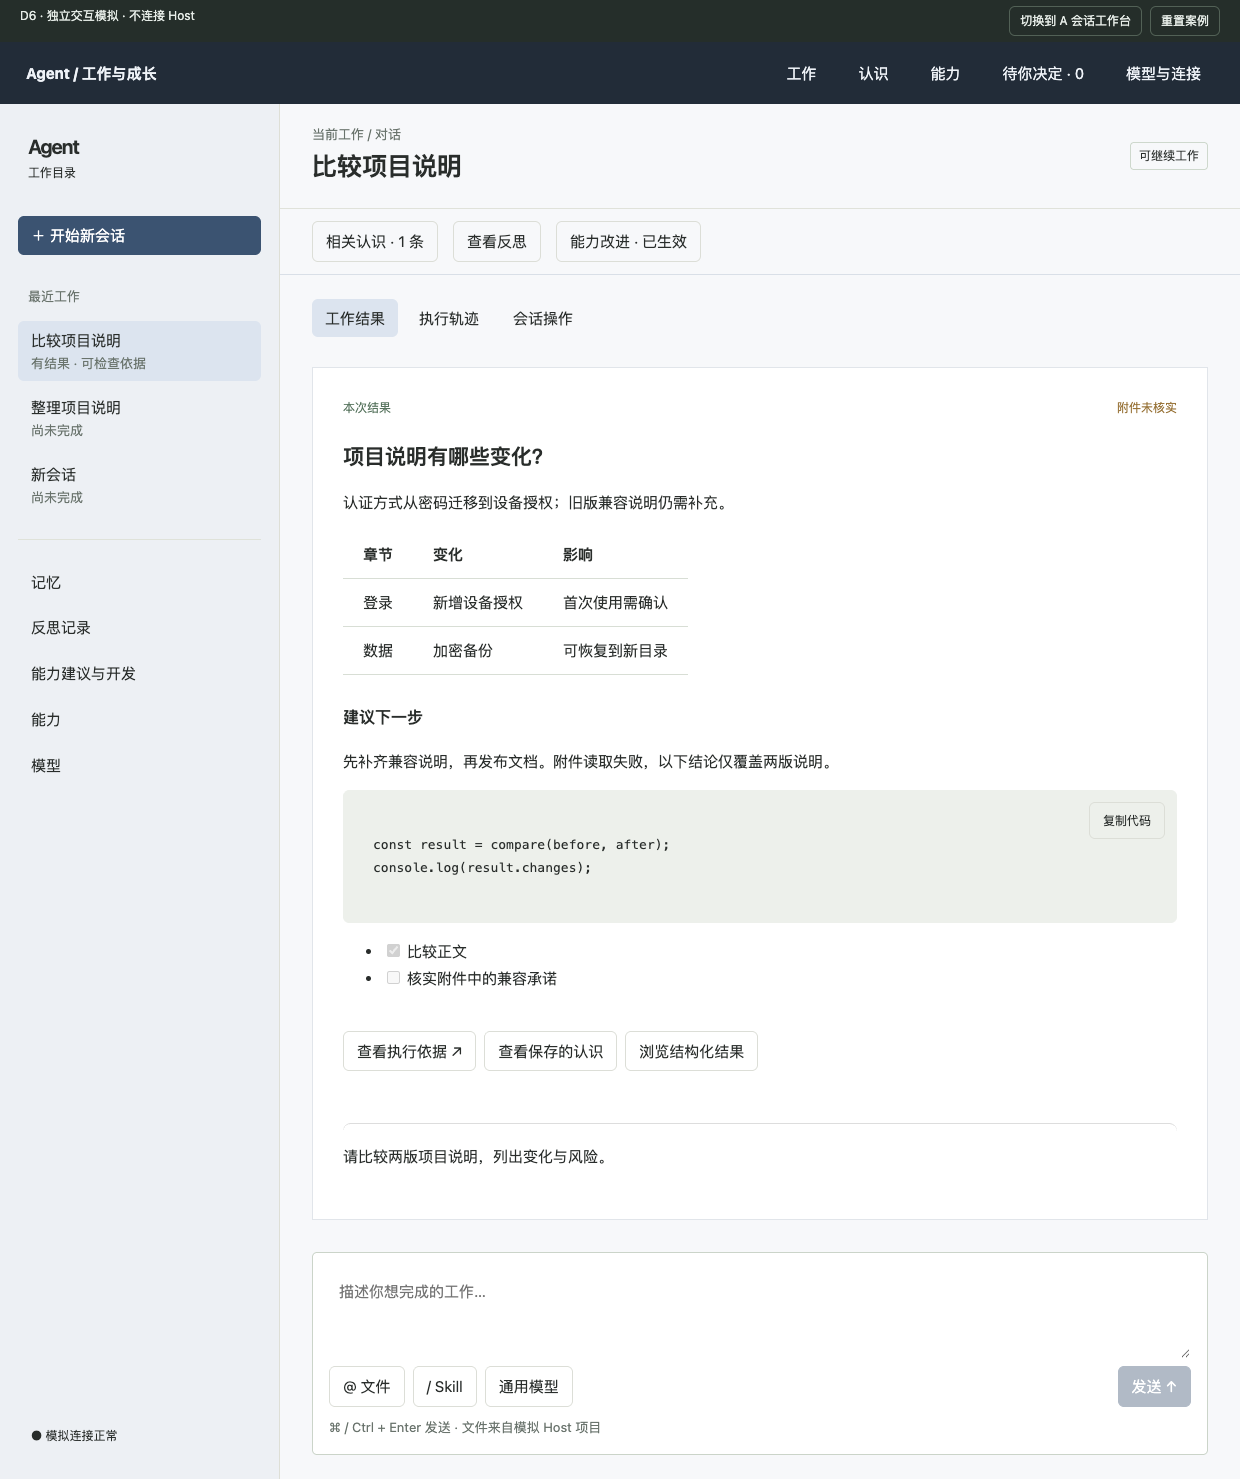 D6 · 独立交互模拟 · 不连接 Host
切换到 A 会话工作台
重置案例
Agent / 工作与成长
工作
认识
能力
待你决定 · 0
模型与连接
Agent
工作目录
＋ 开始新会话
最近工作
比较项目说明
有结果 · 可检查依据
整理项目说明
尚未完成
新会话
尚未完成
记忆
反思记录
能力建议与开发
能力
模型
● 模拟连接正常
当前工作 / 对话
比较项目说明
可继续工作
相关认识 · 1 条
查看反思
能力改进 · 已生效
工作结果
执行轨迹
会话操作
本次结果
附件未核实
项目说明有哪些变化?
认证方式从密码迁移到设备授权；旧版兼容说明仍需补充。
章节 变化 影响
登录 新增设备授权 首次使用需确认
数据 加密备份 可恢复到新目录
建议下一步
先补齐兼容说明，再发布文档。附件读取失败，以下结论仅覆盖两版说明。
复制代码
const result = compare(before, after);
console.log(result.changes);
比较正文
核实附件中的兼容承诺
查看执行依据 ↗
查看保存的认识
浏览结构化结果
请比较两版项目说明，列出变化与风险。
描述你想完成的工作...
@ 文件
/ Skill
通用模型
发送 ↑
⌘ / Ctrl + Enter 发送 · 文件来自模拟 Host 项目